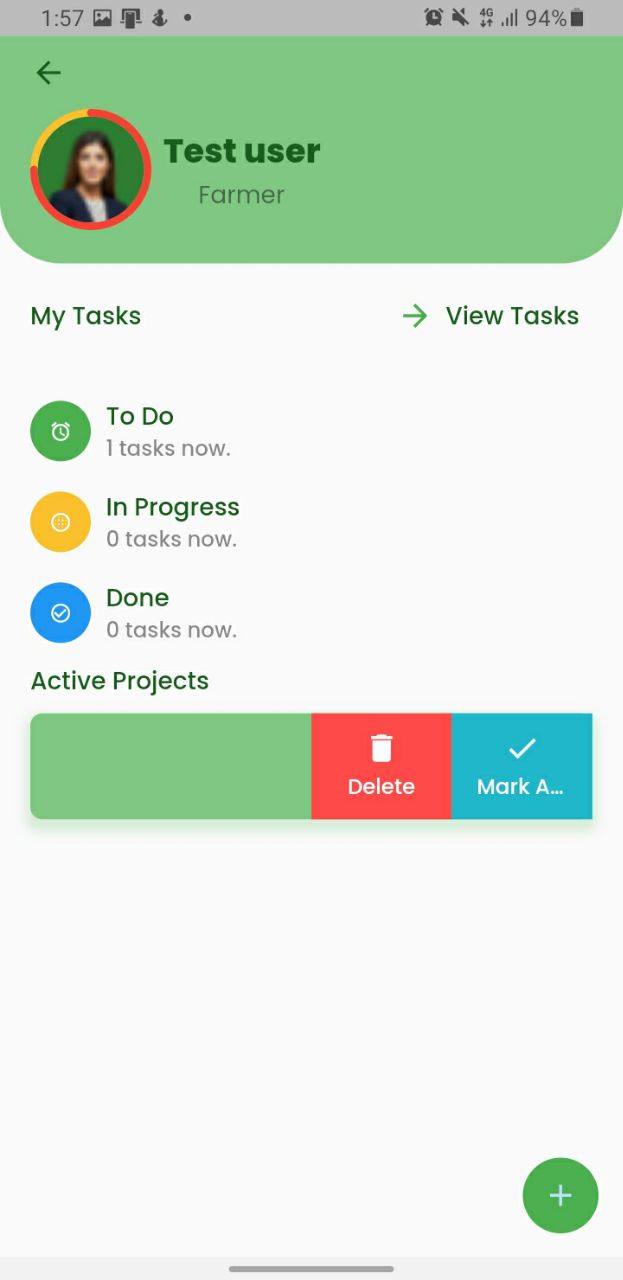 1:57 4G 94%
Test user
Farmer
My Tasks View Tasks
To Do
1 tasks now.
In Progress
0 tasks now.
Done
0 tasks now.
Active Projects
Delete Mark A...